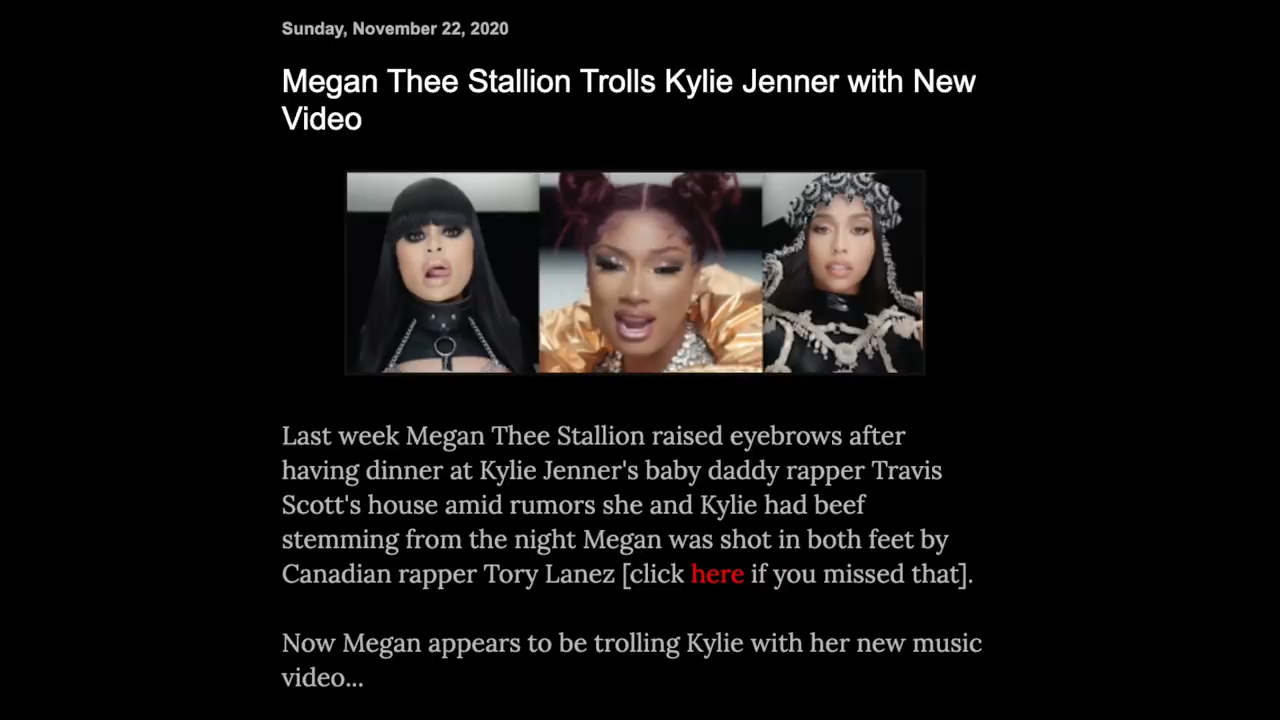 Sunday, November 22, 2020
Megan Thee Stallion Trolls Kylie Jenner with New
Video
Last week Megan Thee Stallion raised eyebrows after
having dinner at Kylie Jenner's baby daddy rapper Travis
Scott's house amid rumors she and Kylie had beef
stemming from the night Megan was shot in both feet by
Canadian rapper Tory Lanez [click here if you missed that].
Now Megan appears to be trolling Kylie with her new music
video...